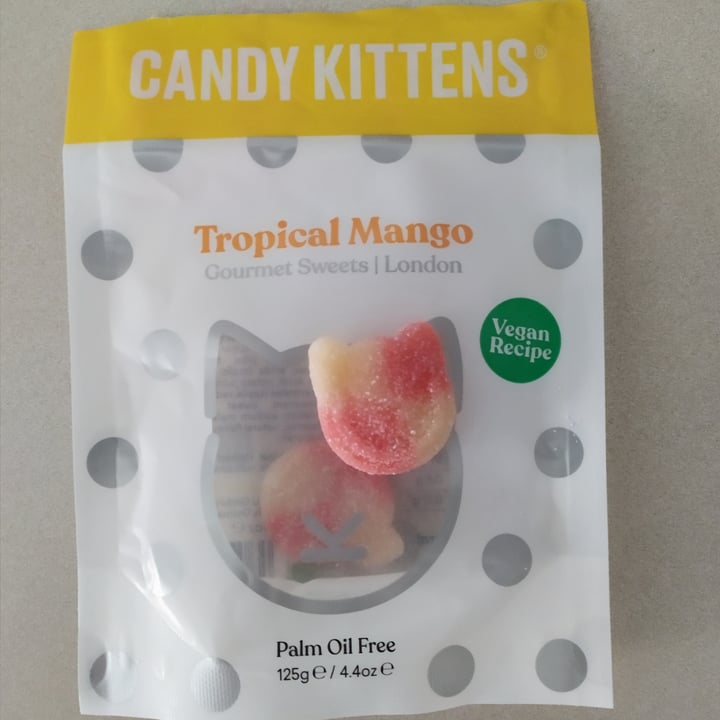 CANDY KITTENS®
Tropical Mango
Gourmet Sweets | London
Vegan
Recipe
K
Palm Oil Free
125g℮ / 4.4oz℮